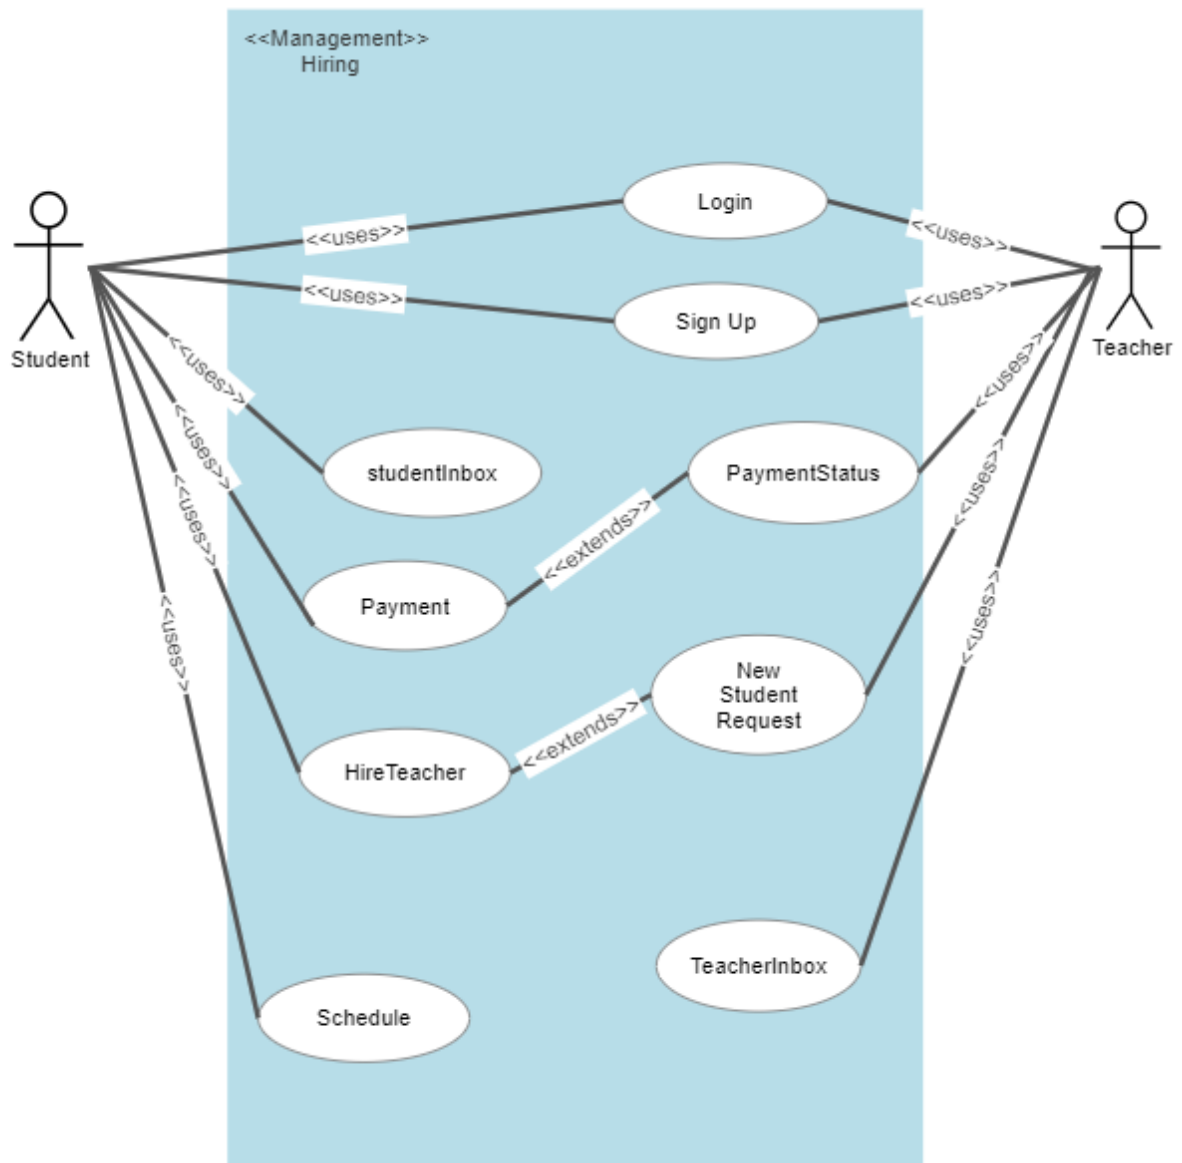 <<Management>>
Hiring
Login
<<uses>>
<<uses>>
<<uses>>
<<uses>>
Sign Up
Student
Teacher
<<uses>>
<<uses>>
<<uses>>
studentInbox
PaymentStatus
<<uses>>
<<uses>>
<<extends>>
Payment
<<uses>>
<<uses>>
New
Student
Request
<<extends>>
HireTeacher
TeacherInbox
Schedule